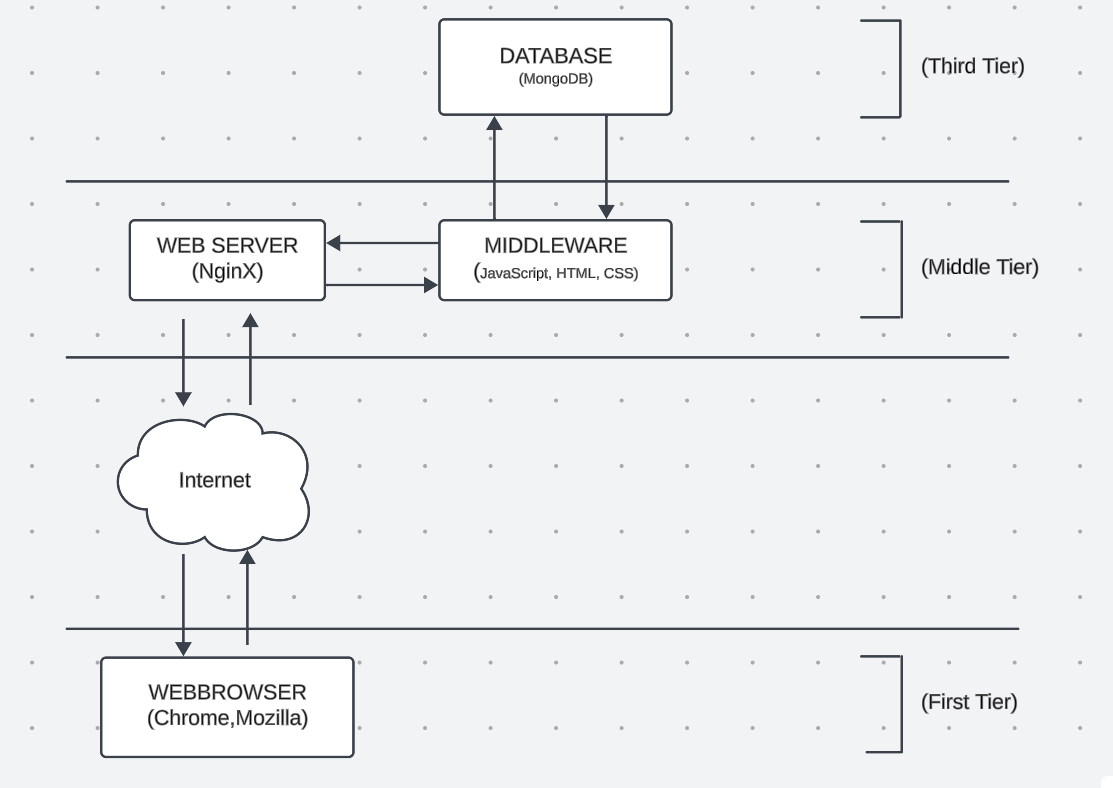 DATABASE
(MongoDB)
(Third Tier)
WEB SERVER
(NginX)
MIDDLEWARE
(JavaScript, HTML, CSS)
(Middle Tier)
Internet
WEBBROWSER
(Chrome,Mozilla)
(First Tier)